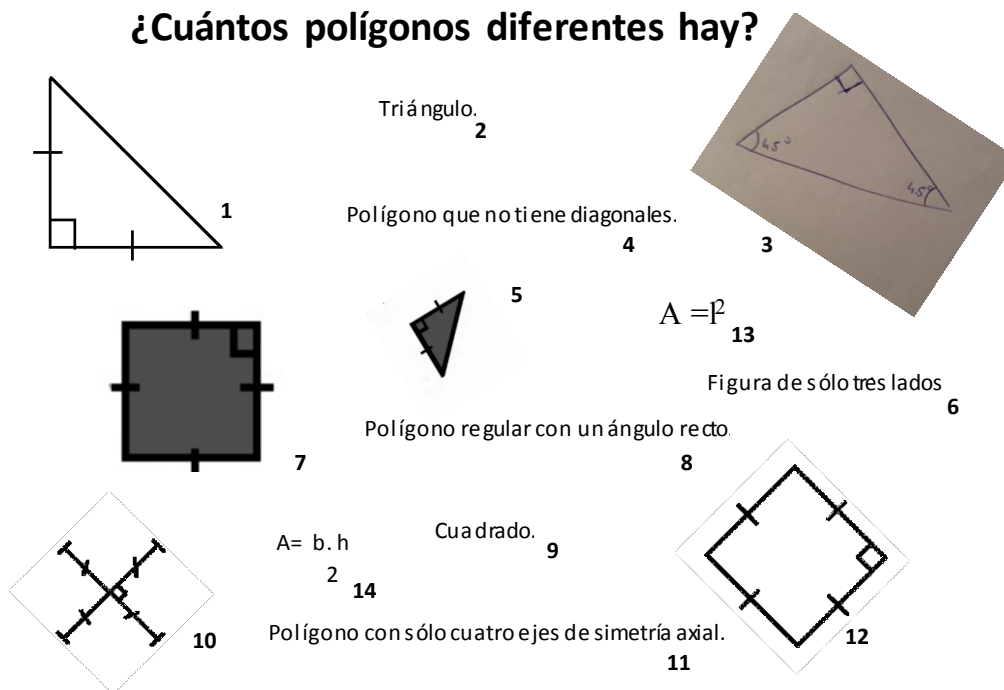 ¿Cuántos polígonos diferentes hay?
Triángulo.
2
1
45°
45°
Polígono que no tiene diagonales.
4
3
5
A =l²
13
Figura de sólo tres lados
6
Polígono regular con un ángulo recto.
7
8
Cuadrado.
9
A= b. h
2
14
10
Polígono con sólo cuatro ejes de simetría axial.
11
12